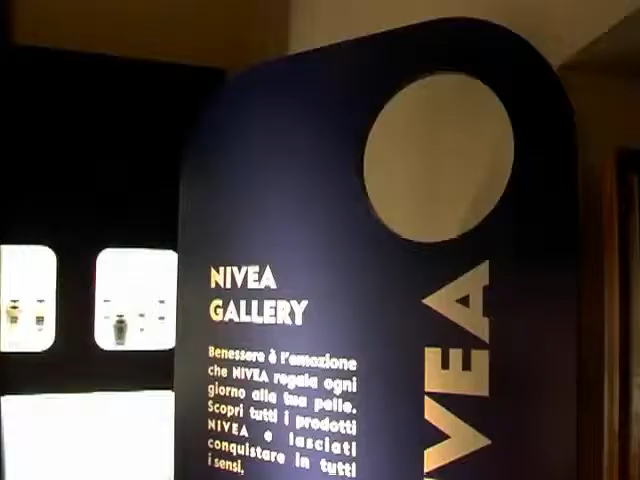 NIVEA
GALLERY
Benessere è l'emozione
che NIVEA regala ogni
giorno alla tua pelle.
Scopri tutti i prodotti
NIVEA e lasciati
conquistare in tutti
i sensi.
IVEA